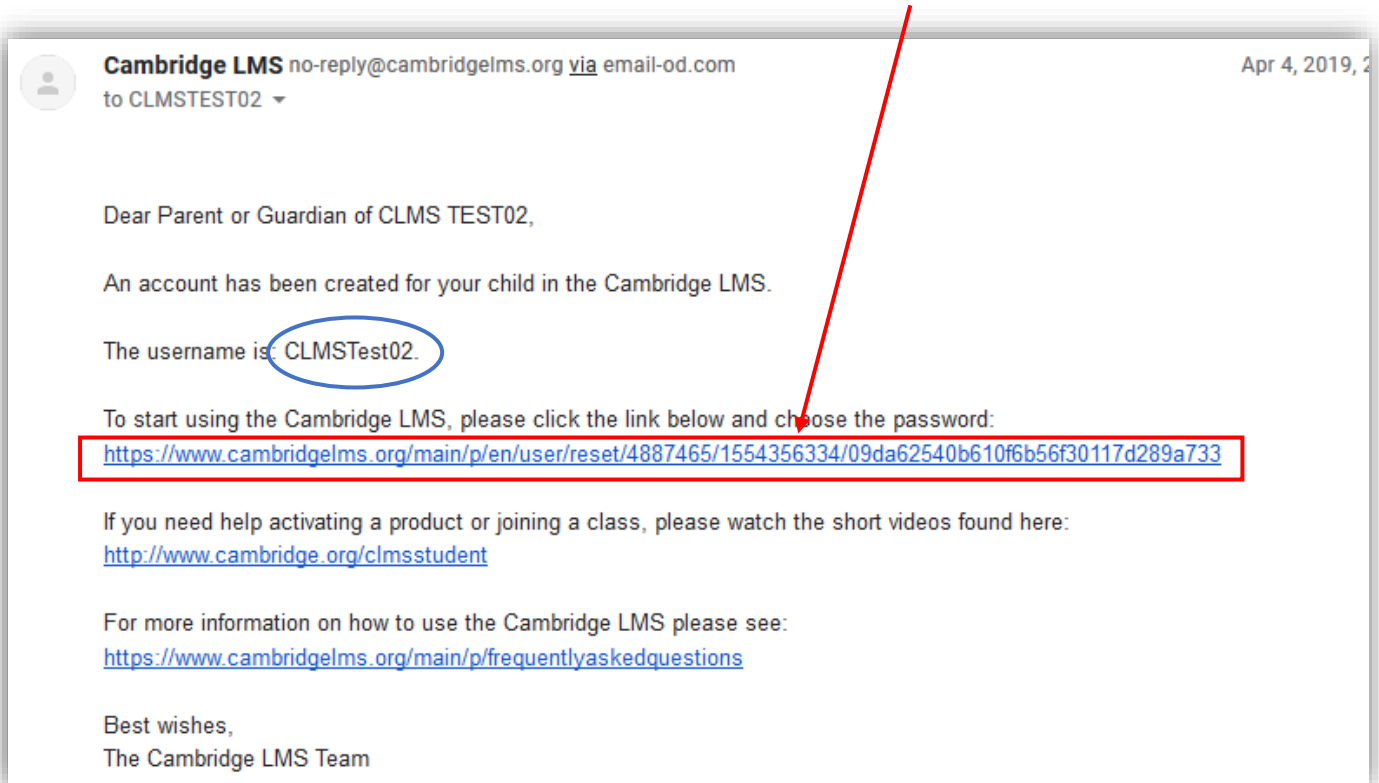 Cambridge LMS no-reply@cambridgelms.org via email-od.com
Apr 4, 2019,
to CLMSTEST02
Dear Parent or Guardian of CLMS TEST02,
An account has been created for your child in the Cambridge LMS.
The username is: CLMSTest02.
To start using the Cambridge LMS, please click the link below and choose the password:
https://www.cambridgelms.org/main/p/en/user/reset/4887465/1554356334/09da62540b610f6b56f30117d289a733
If you need help activating a product or joining a class, please watch the short videos found here:
http://www.cambridge.org/clmsstudent
For more information on how to use the Cambridge LMS please see:
https://www.cambridgelms.org/main/p/frequentlyaskedquestions
Best wishes,
The Cambridge LMS Team